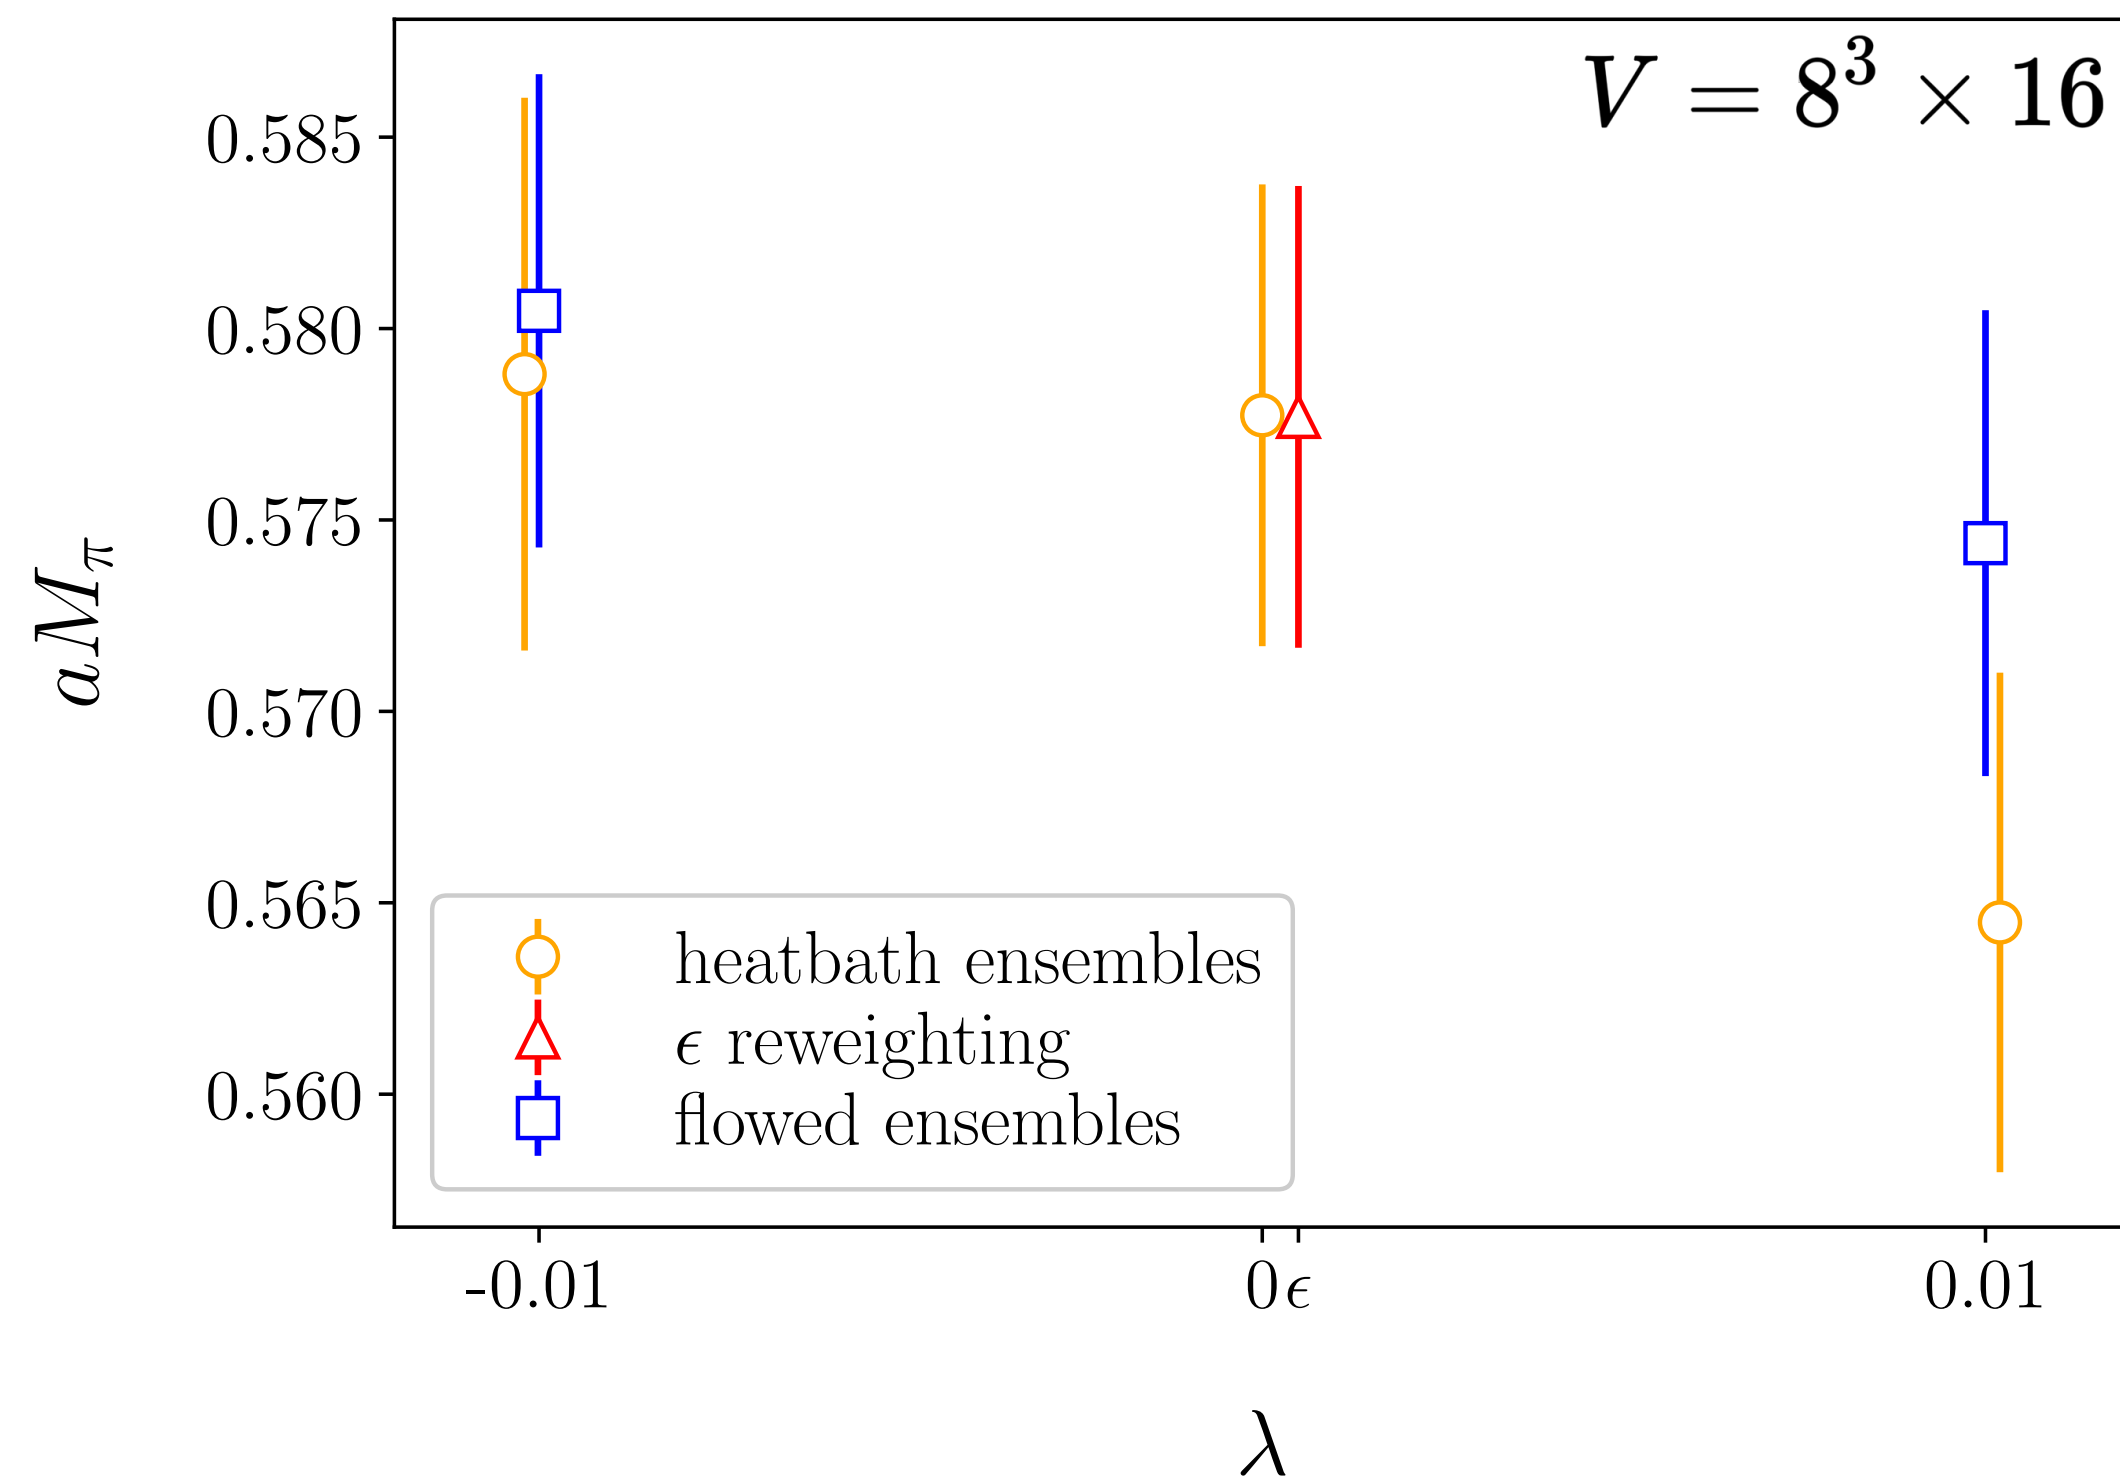 V = 8³ × 16
aM_π
0.585
0.580
0.575
0.570
0.565
0.560
heatbath ensembles
ϵ reweighting
flowed ensembles
-0.01 0 ϵ 0.01
λ